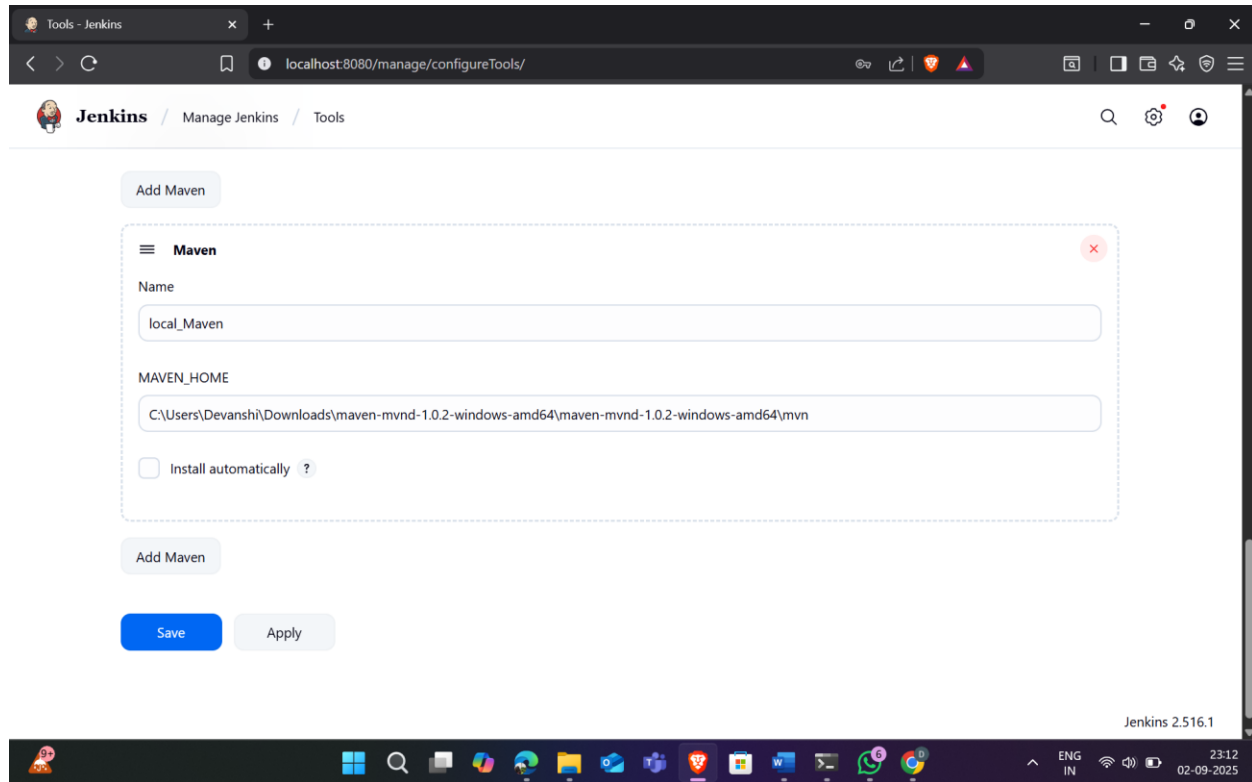 Tools - Jenkins
localhost:8080/manage/configureTools/
Jenkins / Manage Jenkins / Tools
Add Maven
Maven
Name
local_Maven
MAVEN_HOME
C:\Users\Devanshi\Downloads\maven-mvnd-1.0.2-windows-amd64\maven-mvnd-1.0.2-windows-amd64\mvn
Install automatically ?
Add Maven
Save Apply
Jenkins 2.516.1
9+
6
D
ENG
IN
23:12
02-09-2025